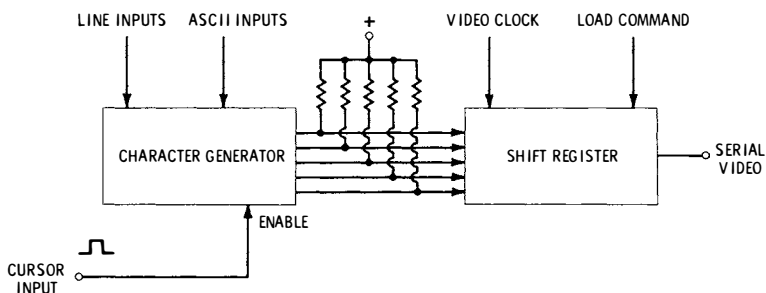 LINE INPUTS
ASCII INPUTS
+
VIDEO CLOCK
LOAD COMMAND
CHARACTER GENERATOR
SHIFT REGISTER
SERIAL
VIDEO
ENABLE
CURSOR
INPUT